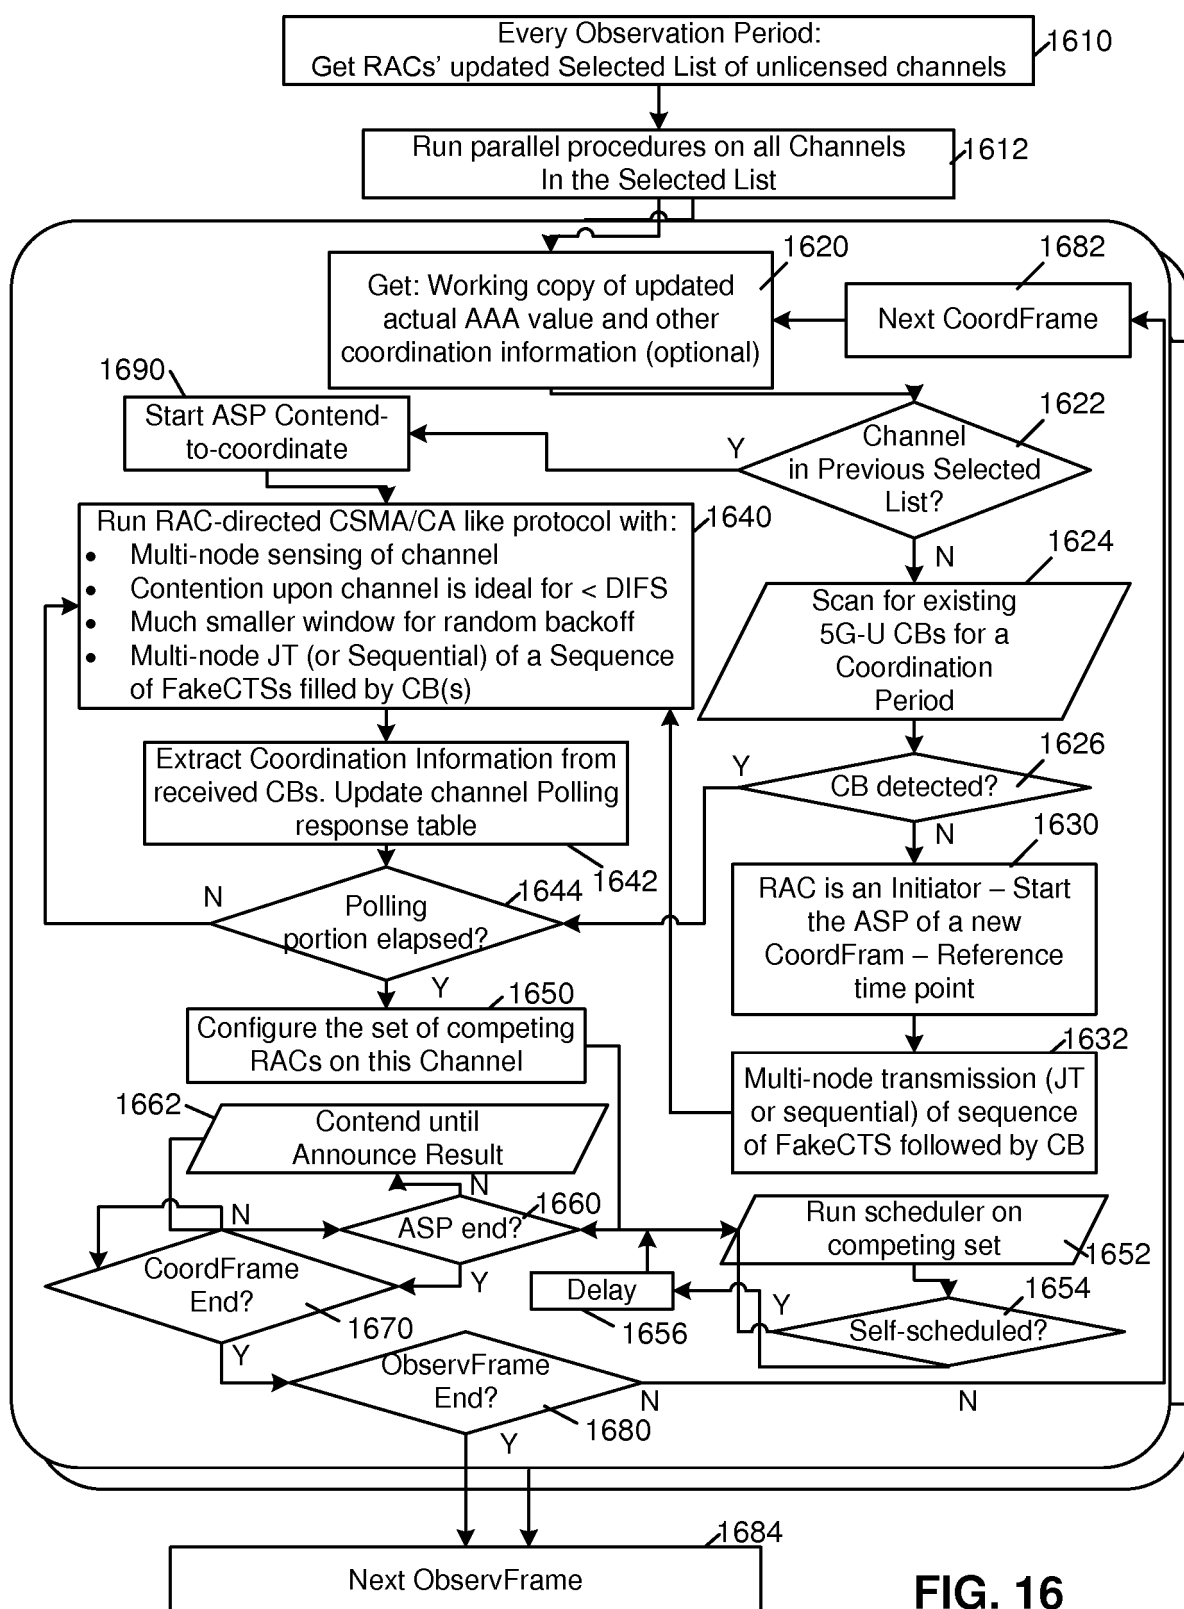 Every Observation Period:
Get RACs' updated Selected List of unlicensed channels
1610
Run parallel procedures on all Channels
In the Selected List
1612
1620
Get: Working copy of updated
actual AAA value and other
coordination information (optional)
1682
Next CoordFrame
1690
Start ASP Contend-
to-coordinate
Y
1622
Channel
in Previous Selected
List?
N
Run RAC-directed CSMA/CA like protocol with:
• Multi-node sensing of channel
• Contention upon channel is ideal for < DIFS
• Much smaller window for random backoff
• Multi-node JT (or Sequential) of a Sequence
of FakeCTSs filled by CB(s)
1640
1624
Scan for existing
5G-U CBs for a
Coordination
Period
Extract Coordination Information from
received CBs. Update channel Polling
response table
1642
Y
1626
CB detected?
N
1630
RAC is an Initiator – Start
the ASP of a new
CoordFram – Reference
time point
N
1644
Polling
portion elapsed?
Y
1650
Configure the set of competing
RACs on this Channel
1632
Multi-node transmission (JT
or sequential) of sequence
of FakeCTS followed by CB
1662
Contend until
Announce Result
N
1660
ASP end?
Y
Run scheduler on
competing set
1652
N
CoordFrame
End?
1670
Y
Delay
1656
Y
1654
Self-scheduled?
N
ObservFrame
End?
1680
N
Y
1684
Next ObservFrame
FIG. 16